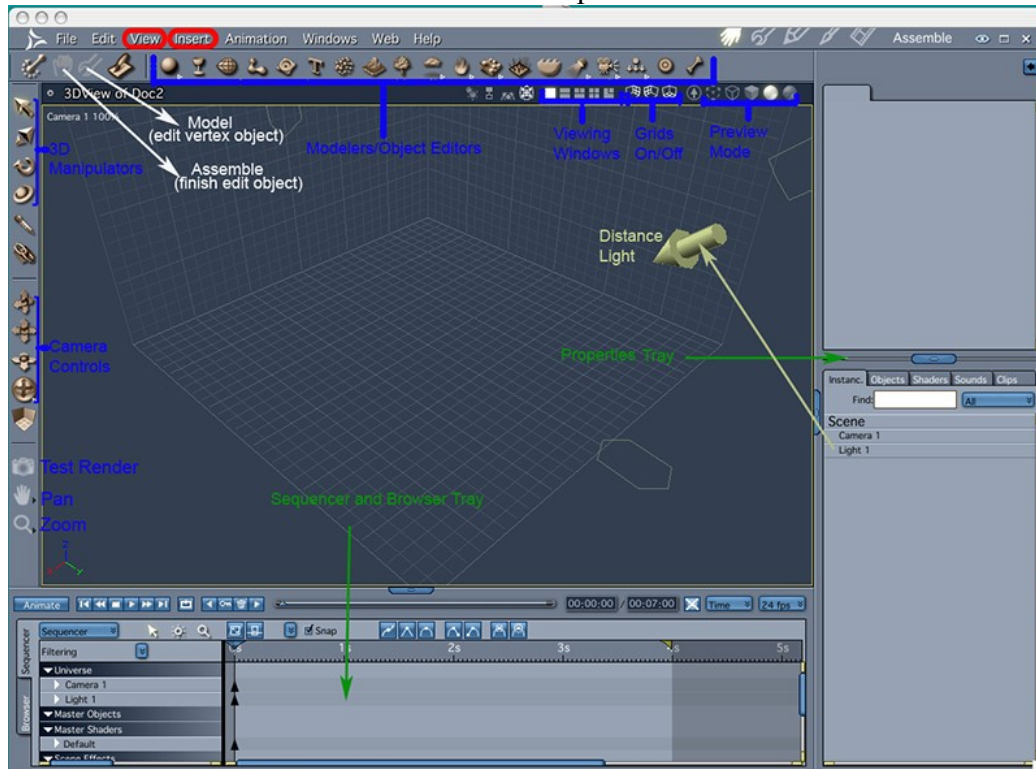 File Edit View Insert Animation Windows Web Help
Assemble
3DView of Doc2
Camera 1 100%
Model
(edit vertex object)
Assemble
(finish edit object)
3D
Manipulators
Modelers/Object Editors
Viewing
Windows
Grids
On/Off
Preview
Mode
Distance
Light
Camera
Controls
Properties Tray
Instanc. Objects Shaders Sounds Clips
Find: All
Scene
Camera 1
Light 1
Test Render
Pan
Zoom
Sequencer and Browser Tray
z
y
Animate 00:00:00 / 00:07:00 Time 24 fps
Sequencer
Browser
Sequencer Snap
Filtering 0s 1s 2s 3s 4s 5s
Universe
Camera 1
Light 1
Master Objects
Master Shaders
Default
Scene Effects